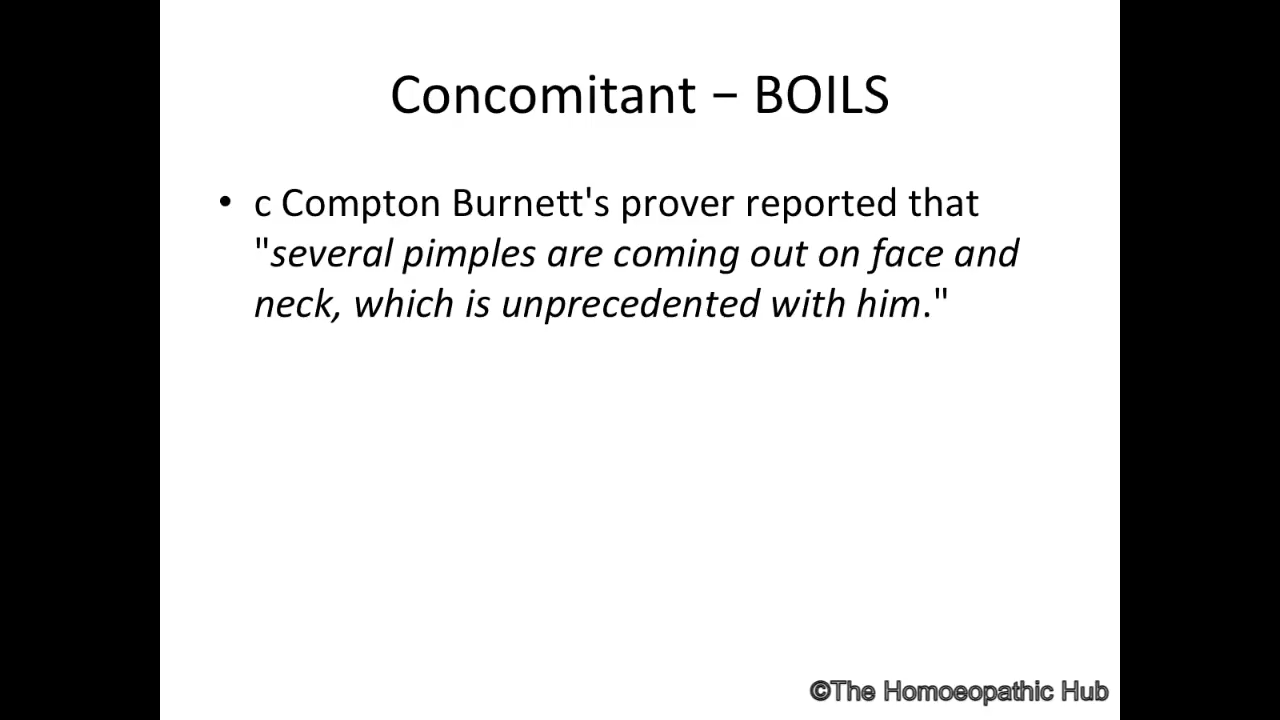 Concomitant – BOILS
• c Compton Burnett's prover reported that
"several pimples are coming out on face and
neck, which is unprecedented with him."
©The Homoeopathic Hub